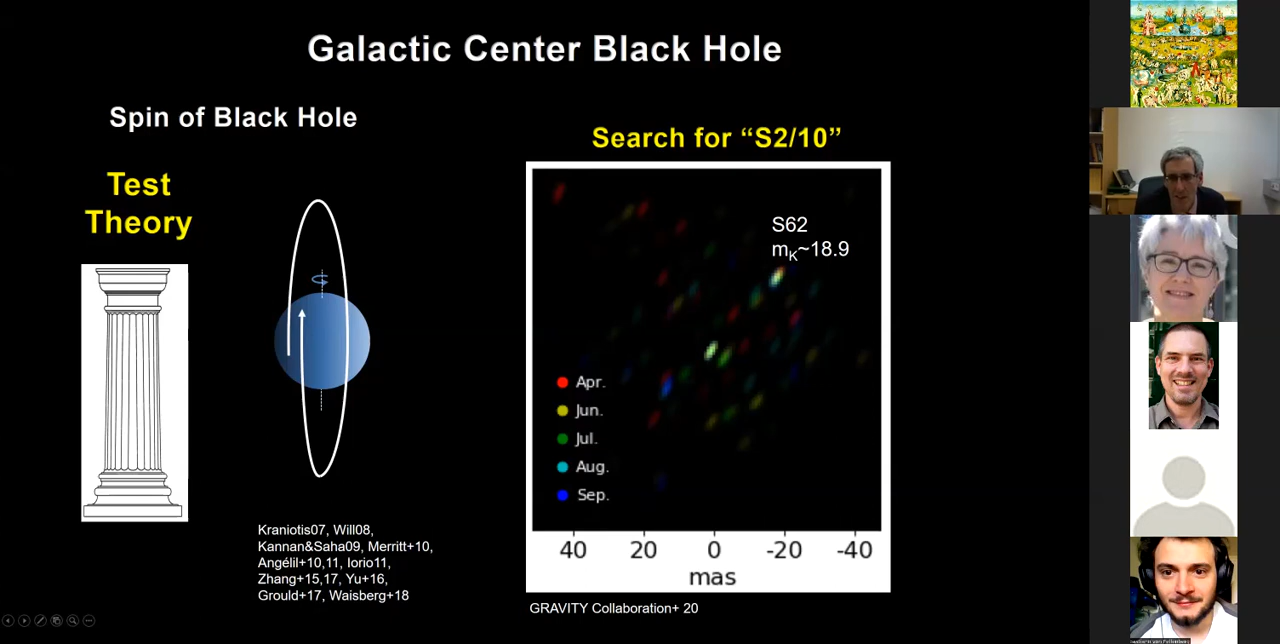 Galactic Center Black Hole
Spin of Black Hole
Test
Theory
Kraniotis07, Will08,
Kannan&Saha09, Merritt+10,
Angélil+10,11, Iorio11,
Zhang+15,17, Yu+16,
Grould+17, Waisberg+18
Search for “S2/10”
S62
mK~18.9
Apr.
Jun.
Jul.
Aug.
Sep.
40 20 0 -20 -40
mas
GRAVITY Collaboration+ 20